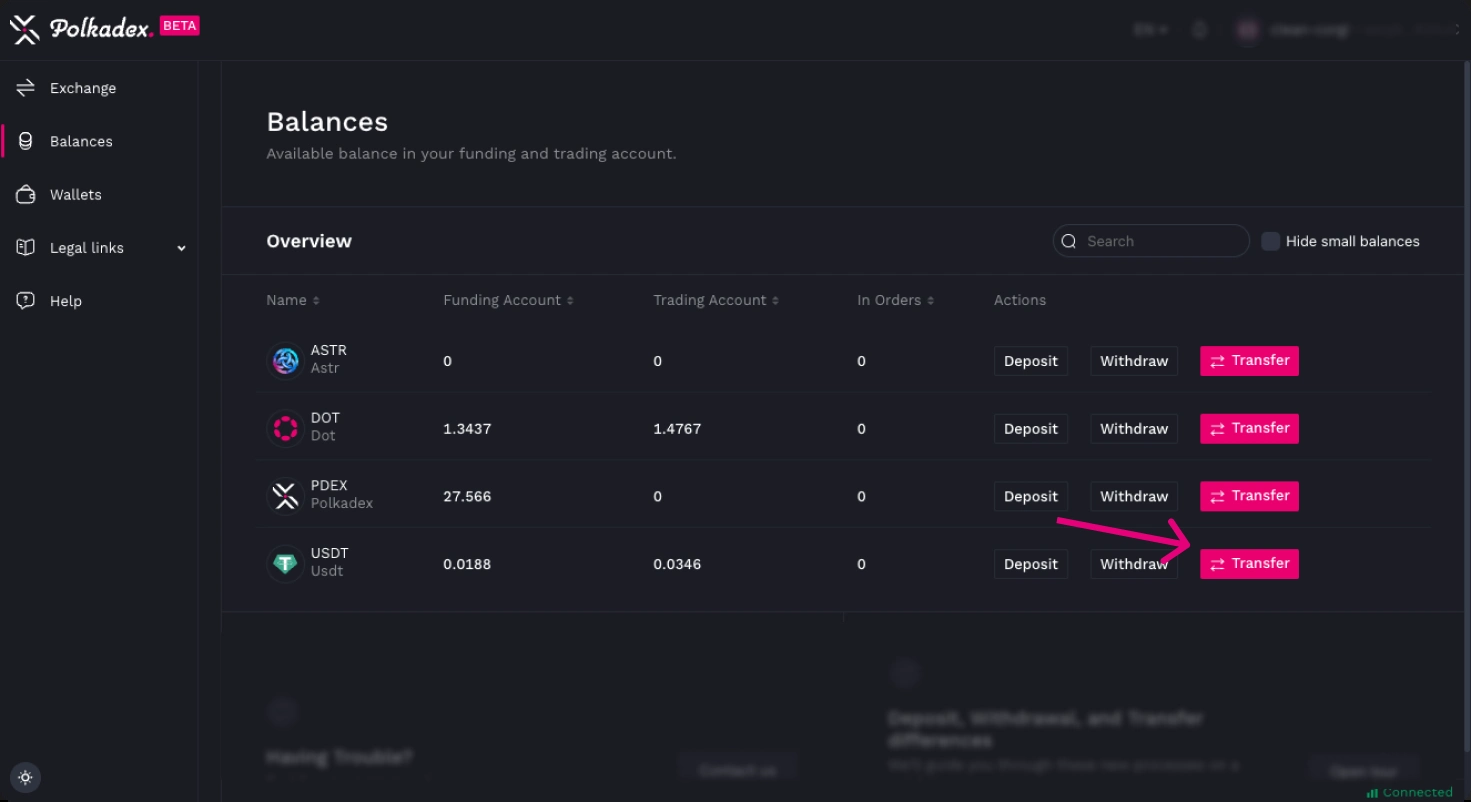 Polkadex. BETA
EN
Exchange
Balances
Wallets
Legal links
Help
Balances
Available balance in your funding and trading account.
Overview
Search
Hide small balances
Name Funding Account Trading Account In Orders Actions
ASTR
Astr
0 0 0 Deposit Withdraw Transfer
DOT
Dot
1.3437 1.4767 0 Deposit Withdraw Transfer
PDEX
Polkadex
27.566 0 0 Deposit Withdraw Transfer
USDT
Usdt
0.0188 0.0346 0 Deposit Withdraw Transfer
Having Trouble?
Contact us
Deposit, Withdrawal, and Transfer
differences
We'll guide you through these new processes on a
Open tour
Connected